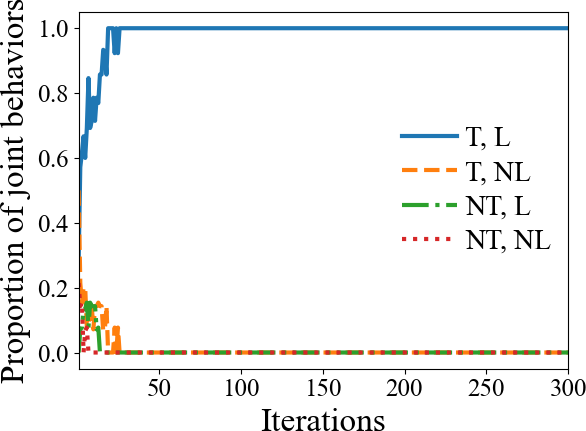 Proportion of joint behaviors
1.0
0.8
0.6
0.4
0.2
0.0
T, L
T, NL
NT, L
NT, NL
50
100
150
200
250
300
Iterations